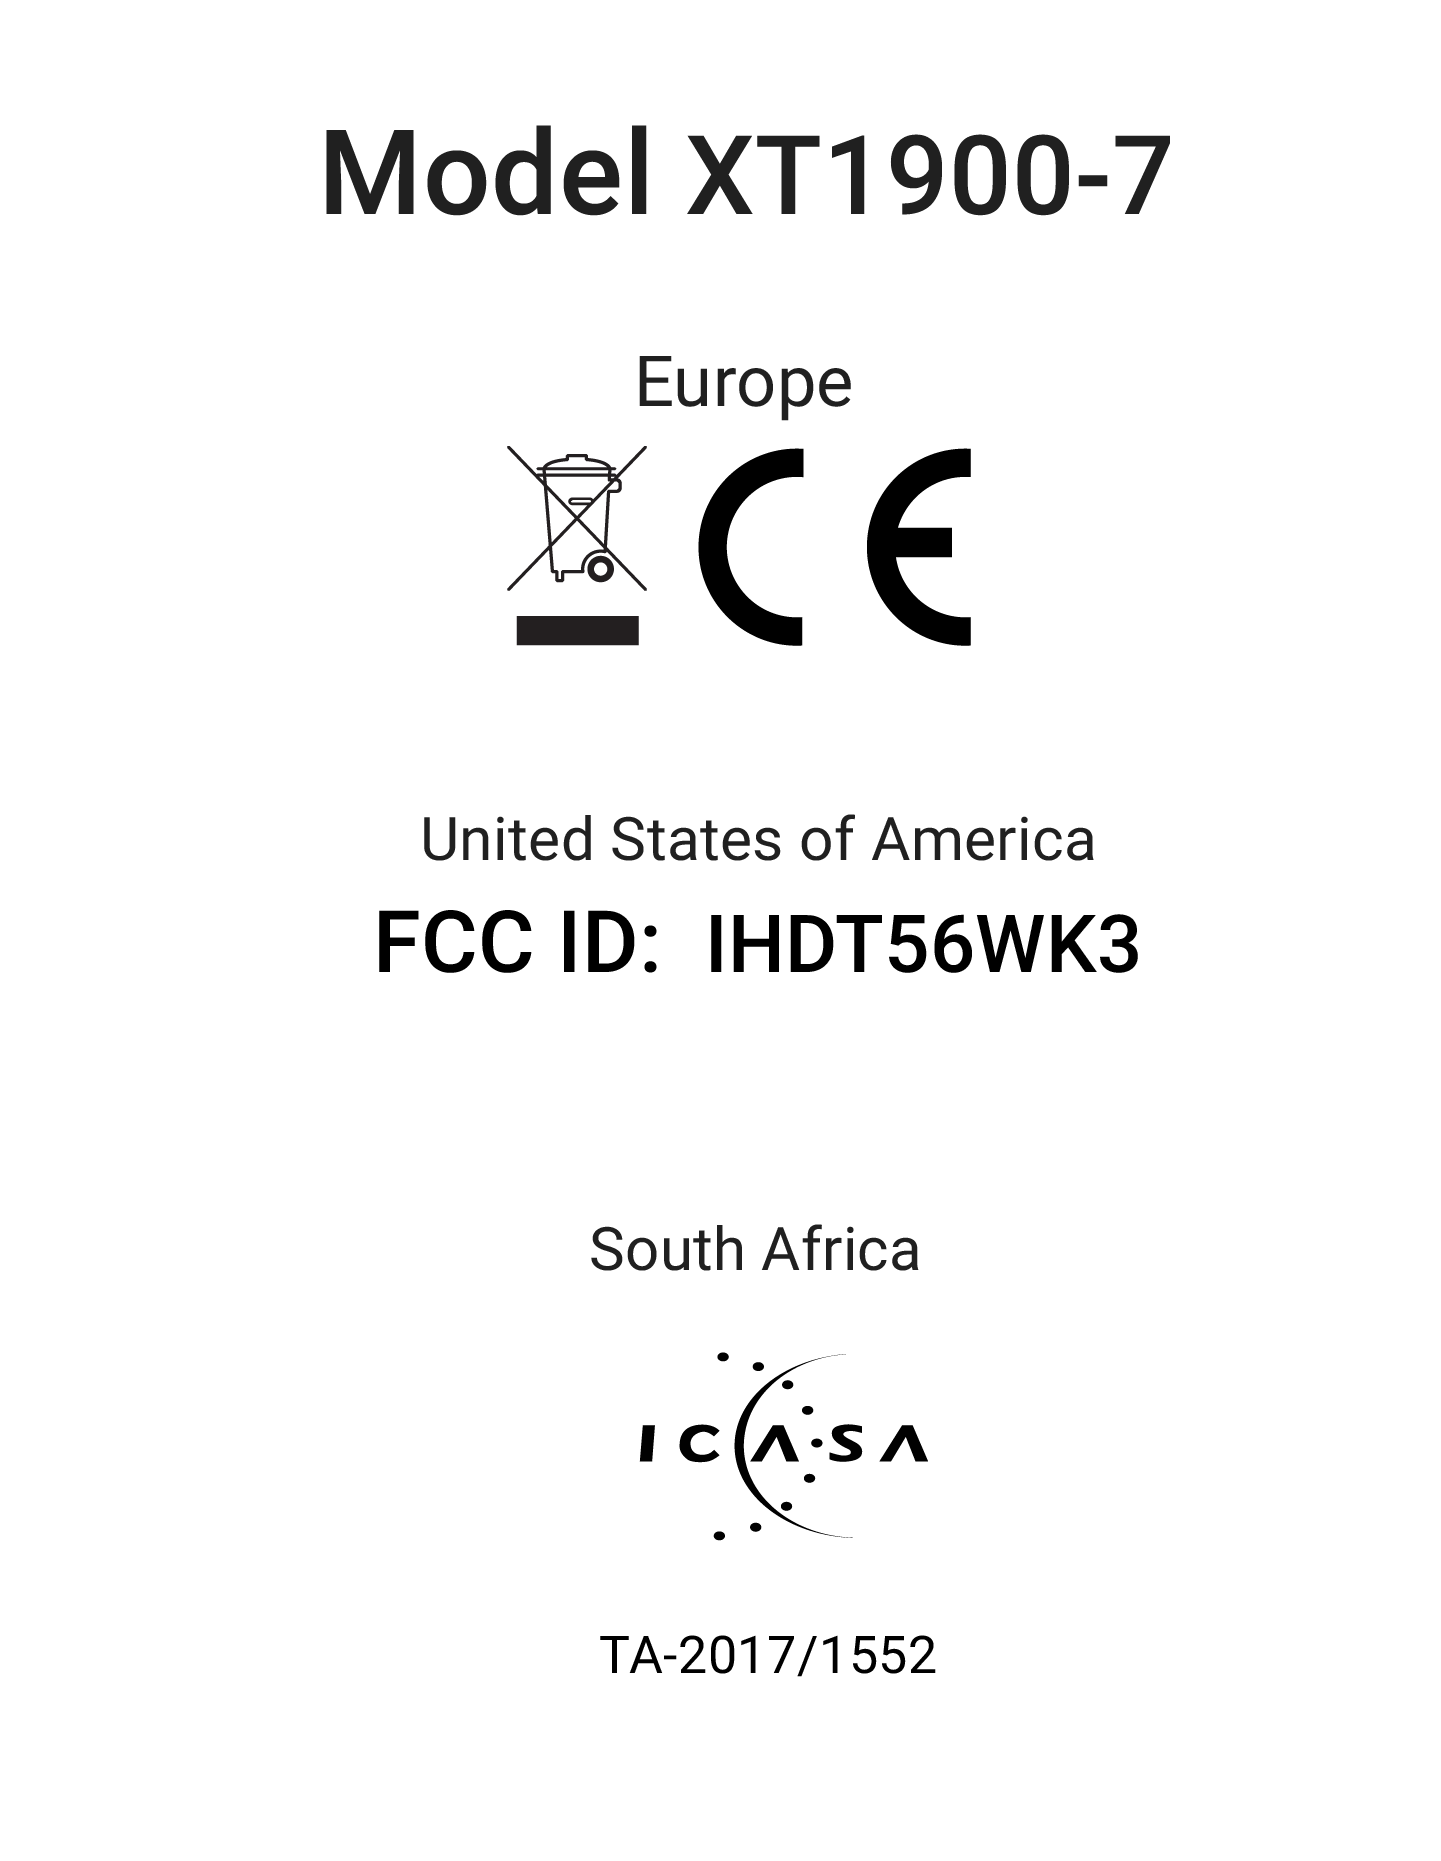 Model XT1900-7
Europe
CE
United States of America
FCC ID: IHDT56WK3
South Africa
ICASA
TA-2017/1552